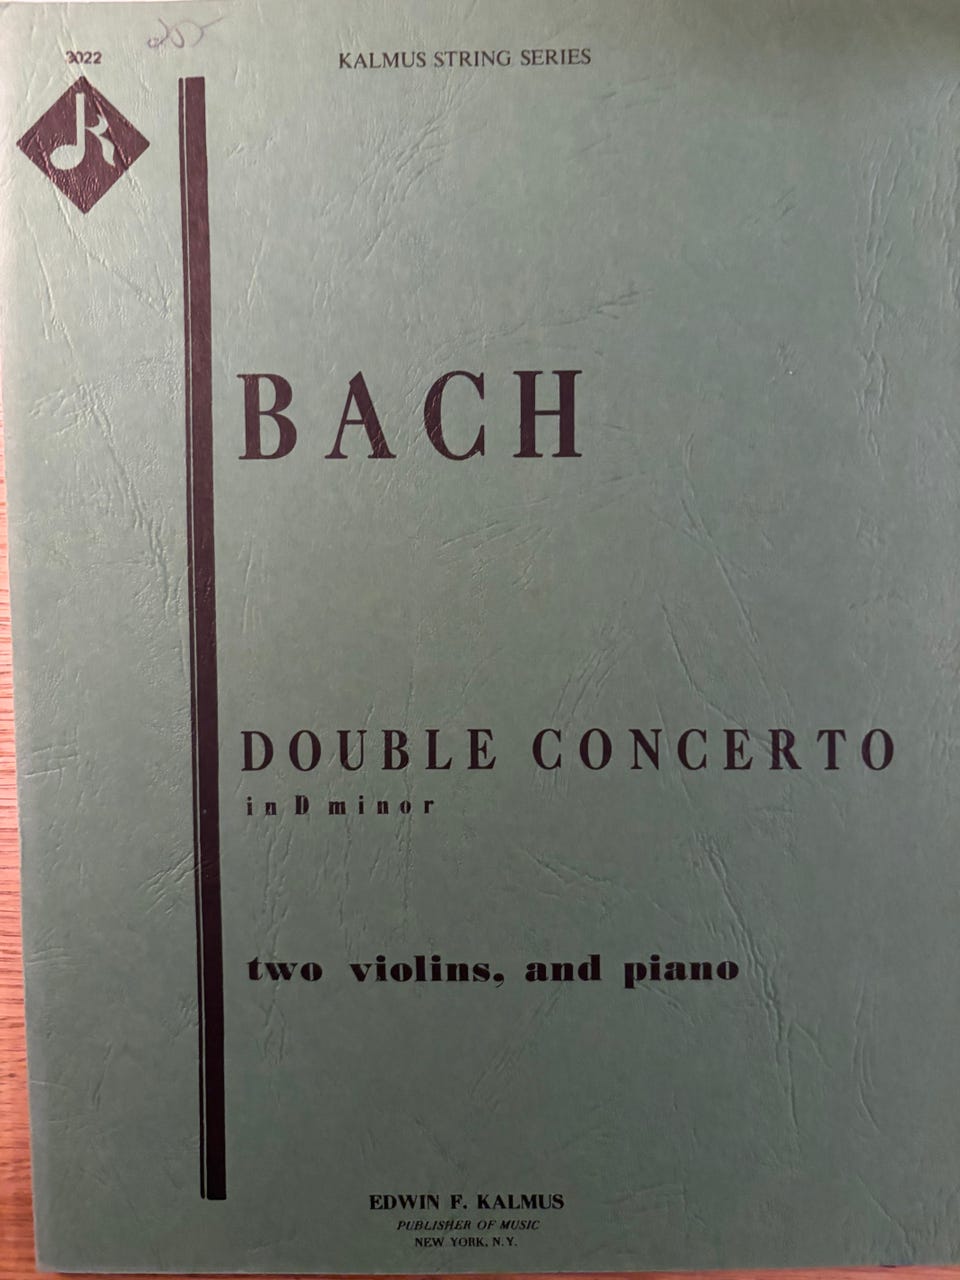 3022
KALMUS STRING SERIES
BACH
DOUBLE CONCERTO
in D minor
two violins, and piano
EDWIN F. KALMUS
PUBLISHER OF MUSIC
NEW YORK, N.Y.